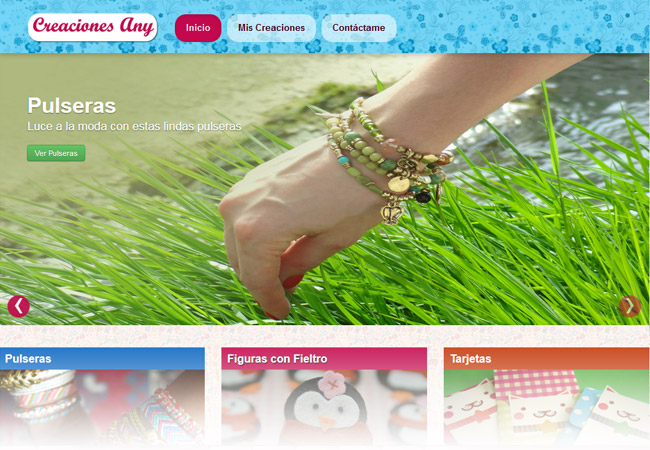 Creaciones Any
Inicio
Mis Creaciones
Contáctame
Pulseras
Luce a la moda con estas lindas pulseras
Ver Pulseras
Pulseras
Figuras con Fieltro
Tarjetas